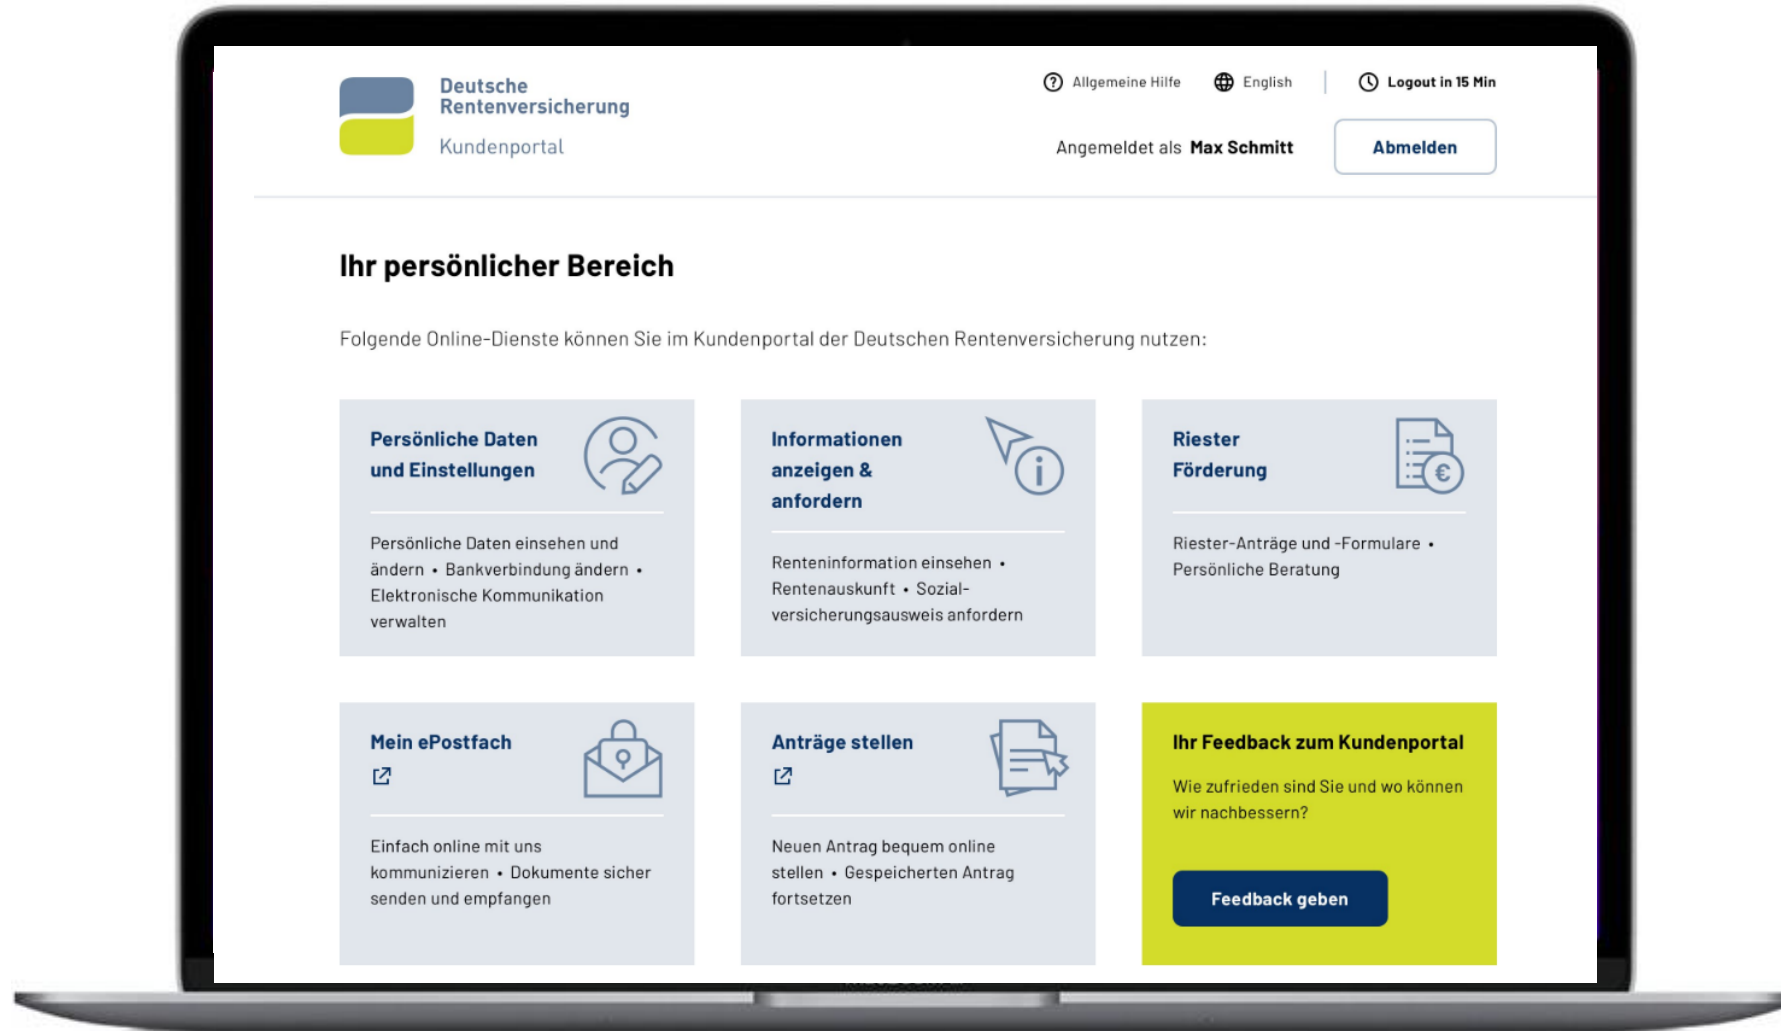 Deutsche
Rentenversicherung
Kundenportal
Allgemeine Hilfe English Logout in 15 Min
Angemeldet als Max Schmitt Abmelden
Ihr persönlicher Bereich
Folgende Online-Dienste können Sie im Kundenportal der Deutschen Rentenversicherung nutzen:
Persönliche Daten
und Einstellungen
Persönliche Daten einsehen und
ändern • Bankverbindung ändern •
Elektronische Kommunikation
verwalten
Informationen
anzeigen &
anfordern
Renteninformation einsehen •
Rentenauskunft • Sozial-
versicherungsausweis anfordern
Riester
Förderung
Riester-Anträge und -Formulare •
Persönliche Beratung
Mein ePostfach
Einfach online mit uns
kommunizieren • Dokumente sicher
senden und empfangen
Anträge stellen
Neuen Antrag bequem online
stellen • Gespeicherten Antrag
fortsetzen
Ihr Feedback zum Kundenportal
Wie zufrieden sind Sie und wo können
wir nachbessern?
Feedback geben